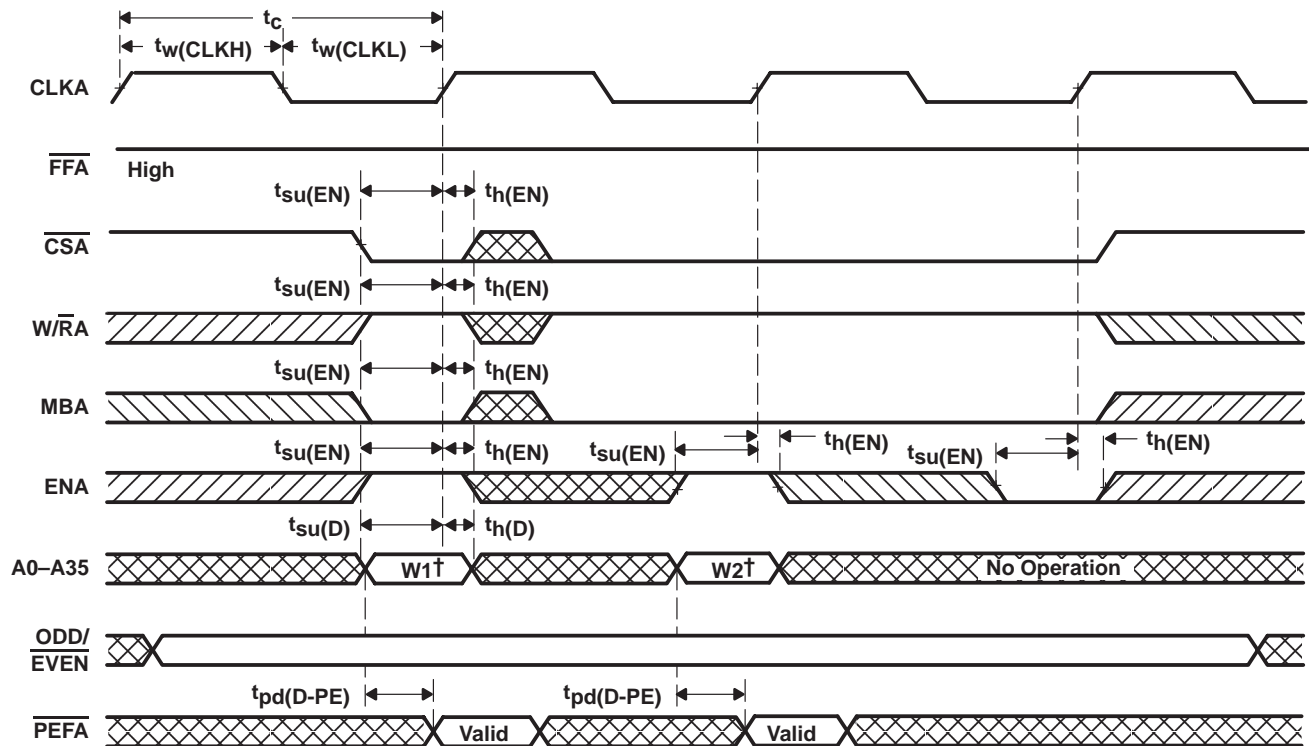 tc
tw(CLKH)
tw(CLKL)
CLKA
FFA
High
tsu(EN)
th(EN)
CSA
tsu(EN)
th(EN)
W/RA
tsu(EN)
th(EN)
MBA
tsu(EN)
th(EN)
tsu(EN)
th(EN)
tsu(EN)
th(EN)
ENA
tsu(D)
th(D)
A0–A35
W1†
W2†
No Operation
ODD/
EVEN
tpd(D-PE)
tpd(D-PE)
PEFA
Valid
Valid